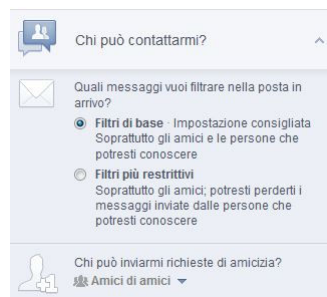 Chi può contattarmi?
Quali messaggi vuoi filtrare nella posta in
arrivo?
Filtri di base · Impostazione consigliata
Soprattutto gli amici e le persone che
potresti conoscere
Filtri più restrittivi
Soprattutto gli amici; potresti perderti i
messaggi inviate dalle persone che
potresti conoscere
Chi può inviarmi richieste di amicizia?
Amici di amici